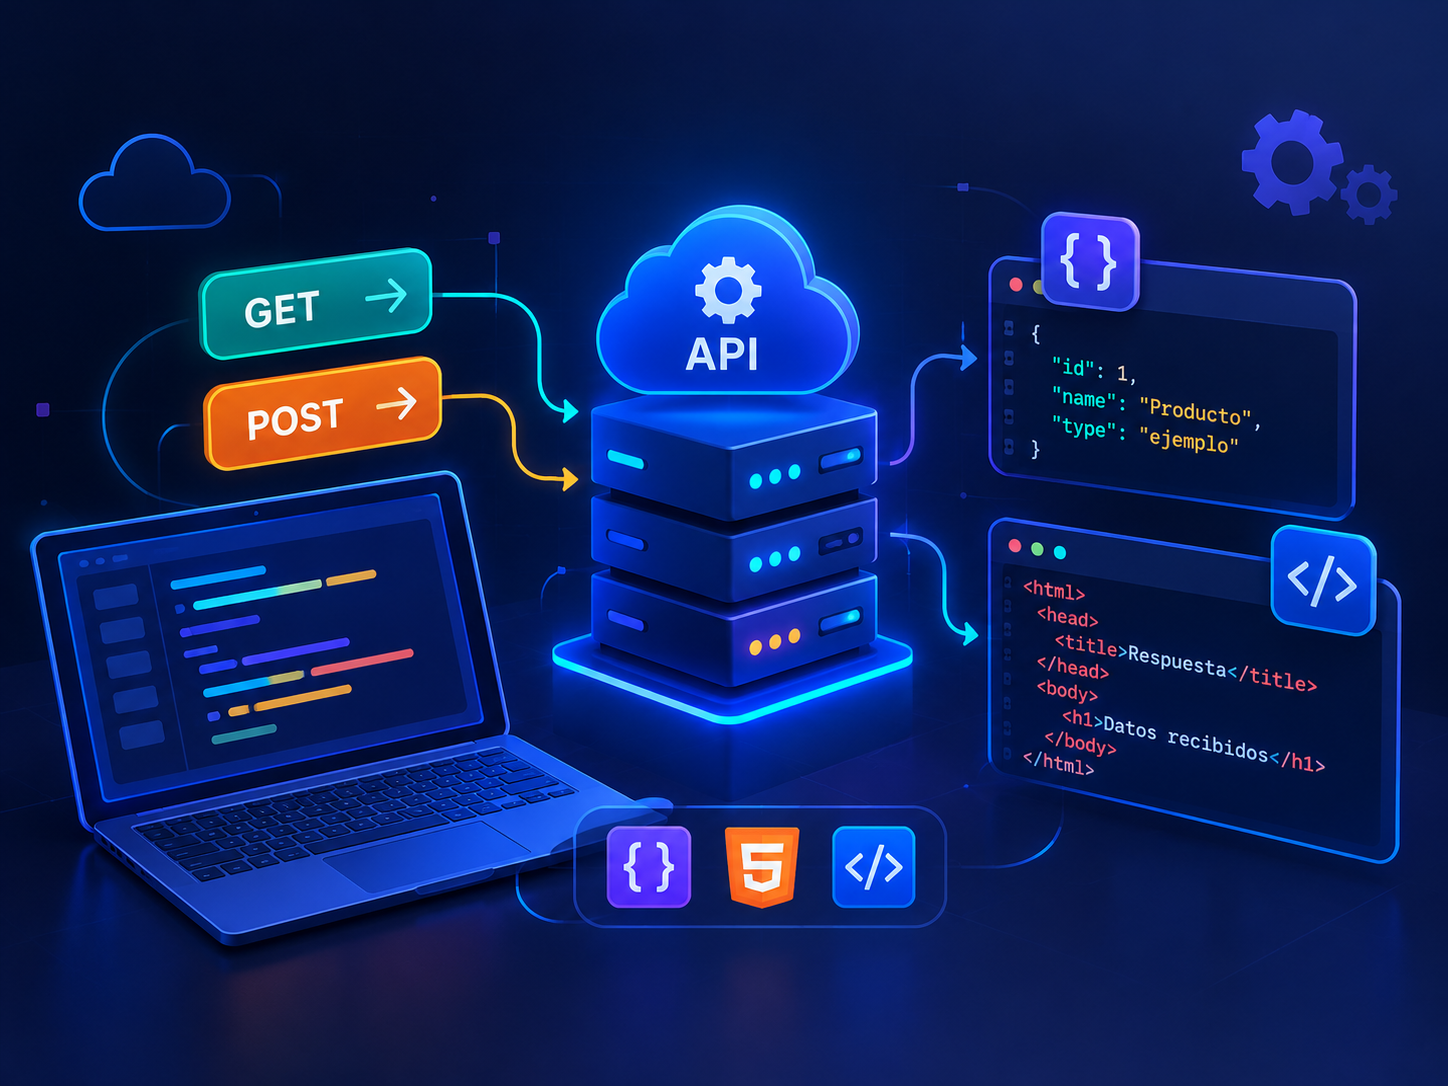 GET →
POST →
API
{}
{
"id": 1,
"name": "Producto",
"type": "ejemplo"
}
</>
<html>
<head>
<title>Respuesta</title>
</head>
<body>
<h1>Datos recibidos</h1>
</body>
</html>
{} 5 </>